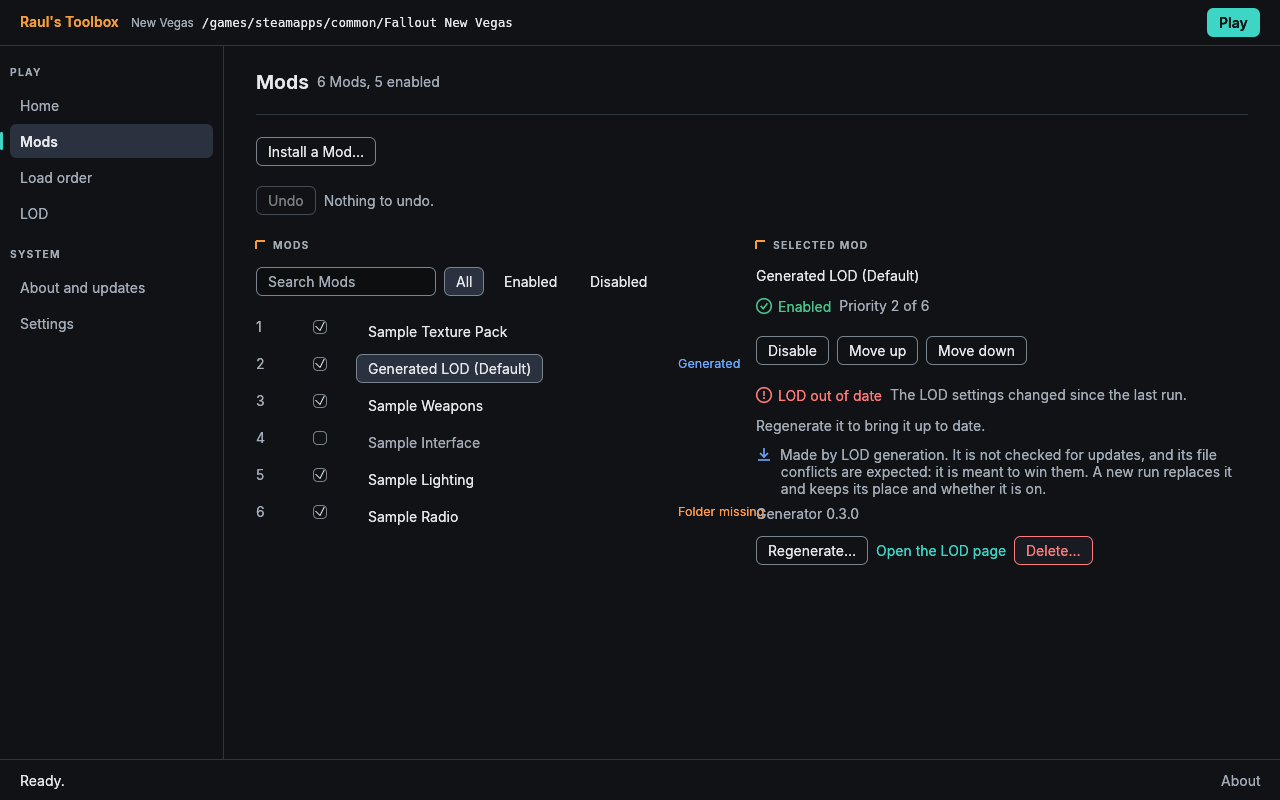 Raul's Toolbox New Vegas /games/steamapps/common/Fallout New Vegas Play
PLAY
Home
Mods
Load order
LOD
SYSTEM
About and updates
Settings
Mods 6 Mods, 5 enabled
Install a Mod...
Undo Nothing to undo.
MODS
Search Mods All Enabled Disabled
1 Sample Texture Pack
2 Generated LOD (Default) Generated
3 Sample Weapons
4 Sample Interface
5 Sample Lighting
6 Sample Radio Folder missing
SELECTED MOD
Generated LOD (Default)
Enabled Priority 2 of 6
Disable Move up Move down
LOD out of date The LOD settings changed since the last run.
Regenerate it to bring it up to date.
Made by LOD generation. It is not checked for updates, and its file
conflicts are expected: it is meant to win them. A new run replaces it
and keeps its place and whether it is on.
Generator 0.3.0
Regenerate... Open the LOD page Delete...
Ready. About